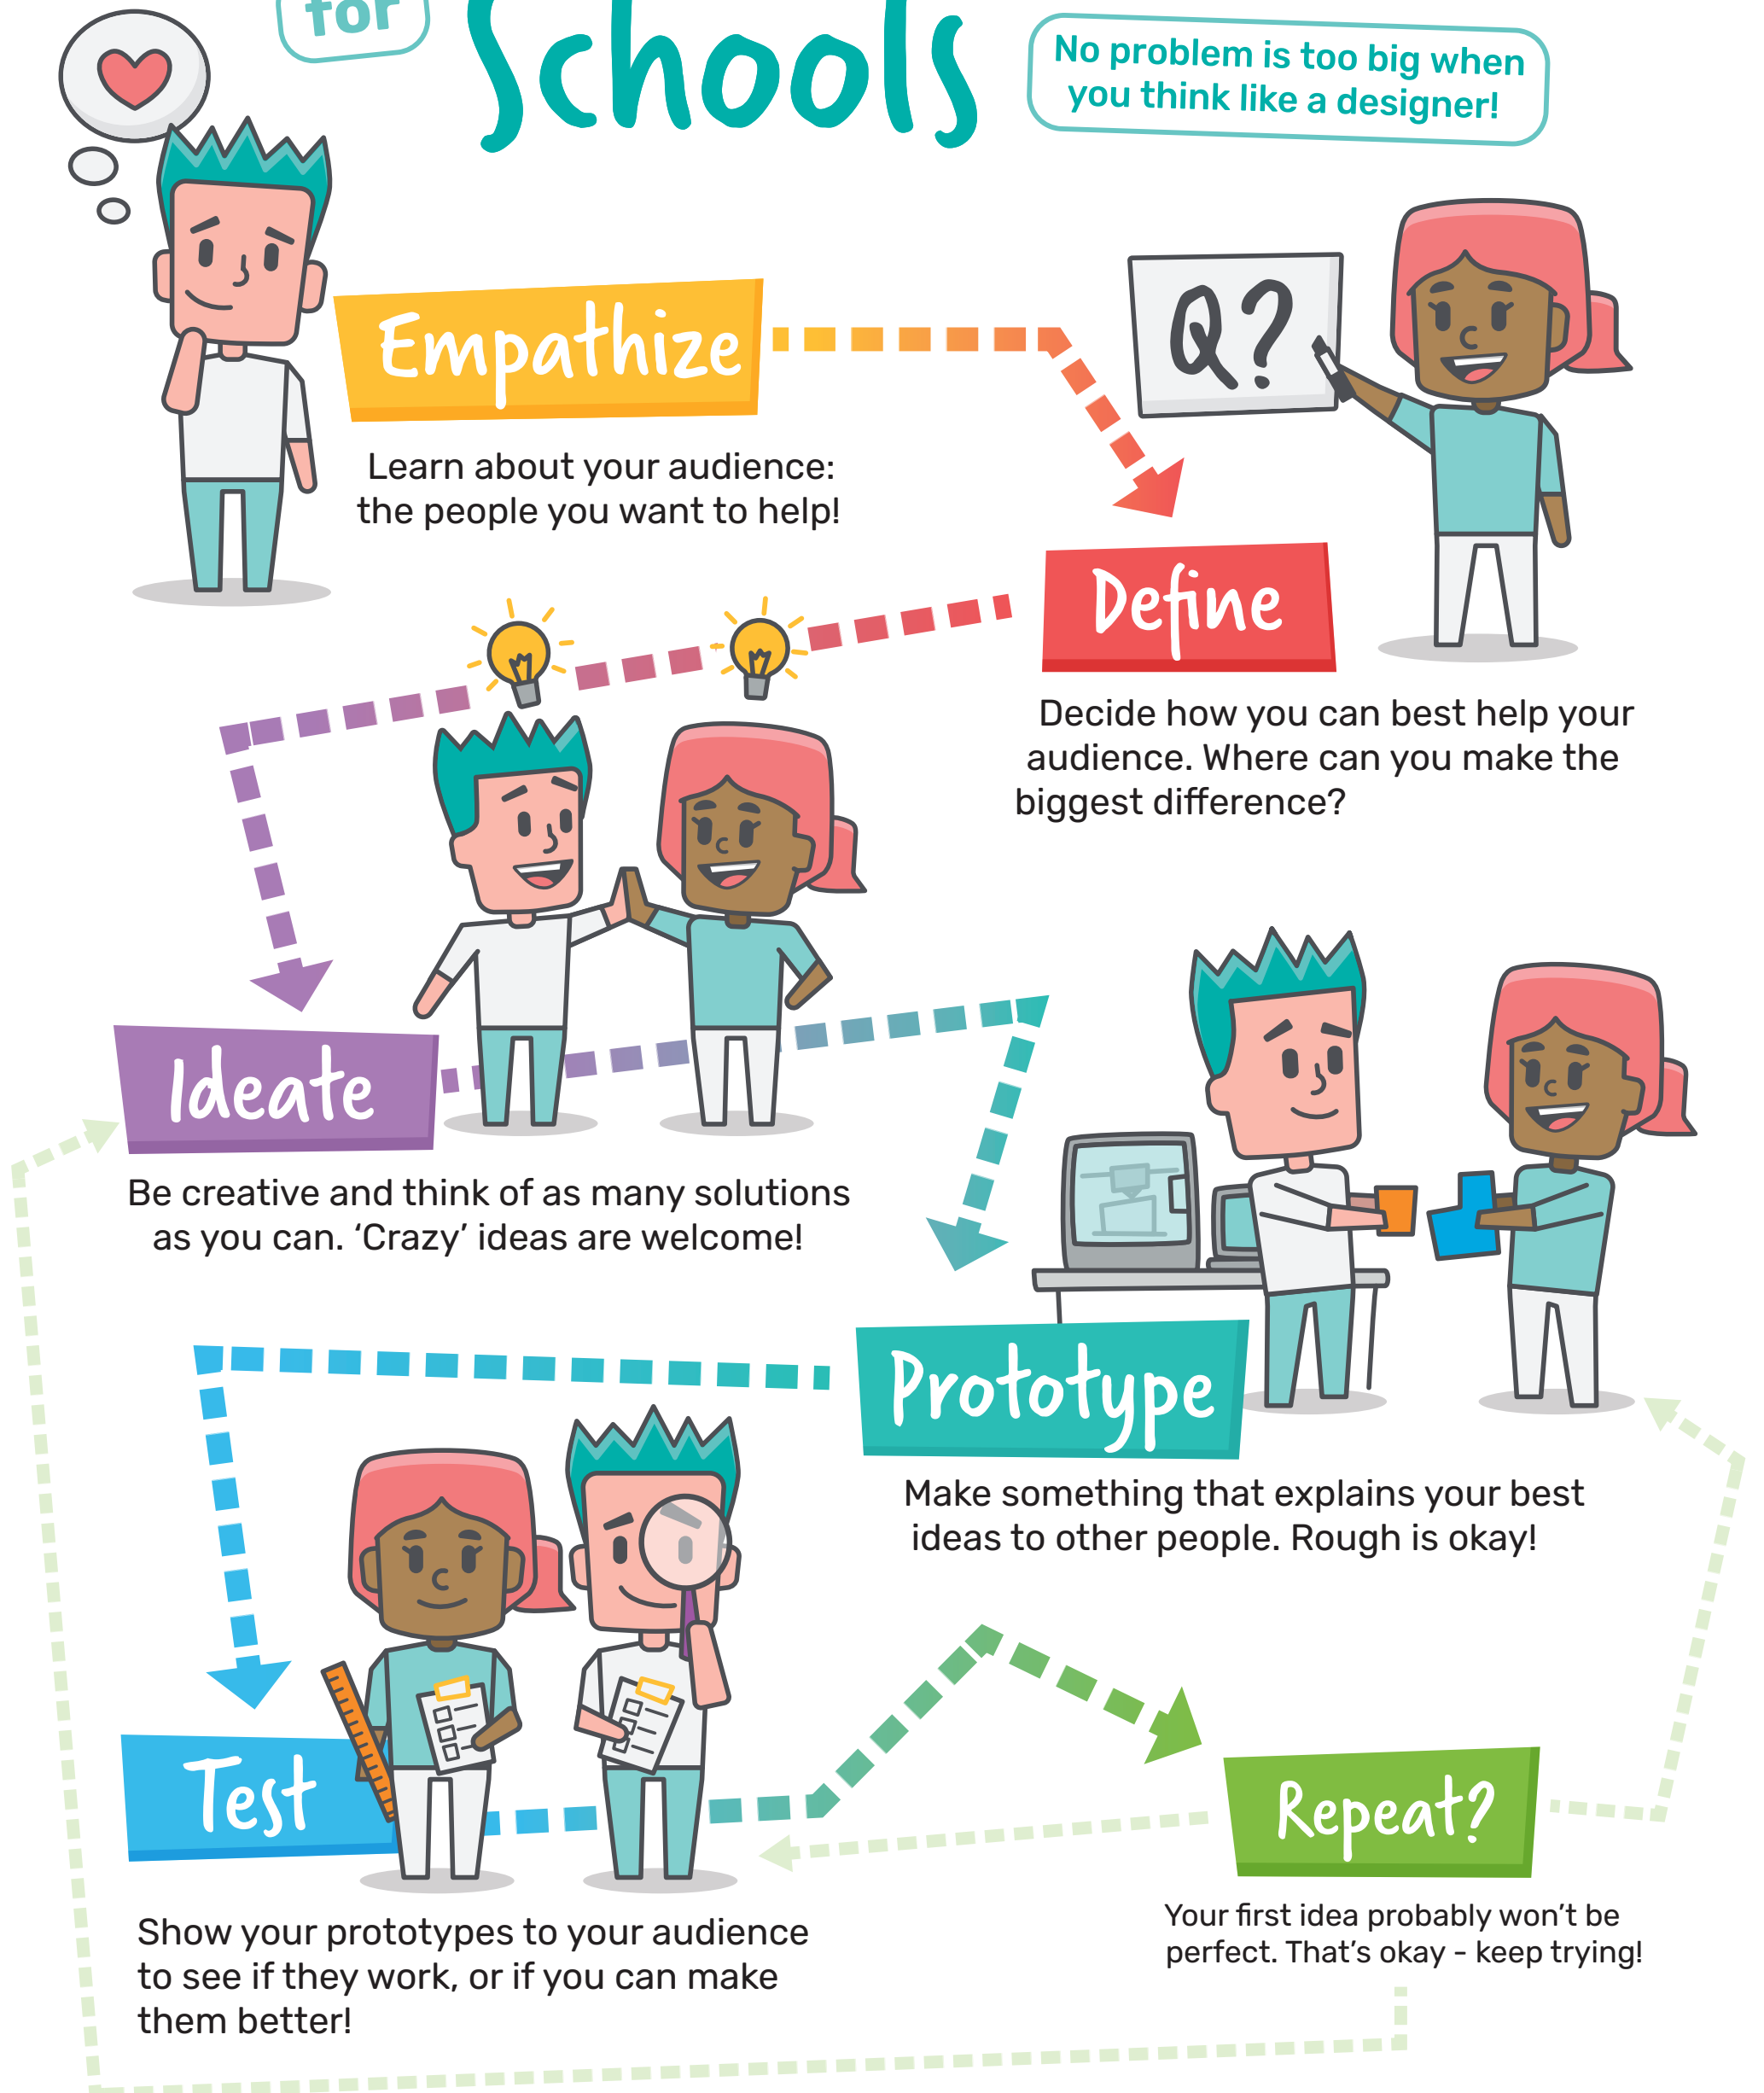 for
Schools
No problem is too big when
you think like a designer!
Q?
Empathize
Learn about your audience:
the people you want to help!
Define
Decide how you can best help your
audience. Where can you make the
biggest difference?
Ideate
Be creative and think of as many solutions
as you can. ‘Crazy’ ideas are welcome!
Prototype
Make something that explains your best
ideas to other people. Rough is okay!
Test
Show your prototypes to your audience
to see if they work, or if you can make
them better!
Repeat?
Your first idea probably won’t be
perfect. That’s okay - keep trying!